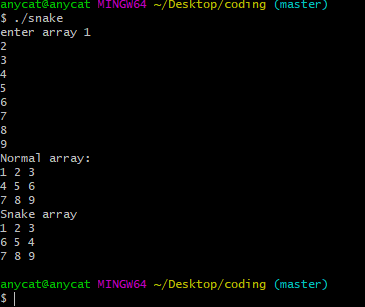 anycat@anycat MINGW64 ~/Desktop/coding (master)
$ ./snake
enter array 1
2
3
4
5
6
7
8
9
Normal array:
1 2 3
4 5 6
7 8 9
Snake array
1 2 3
6 5 4
7 8 9
anycat@anycat MINGW64 ~/Desktop/coding (master)
$